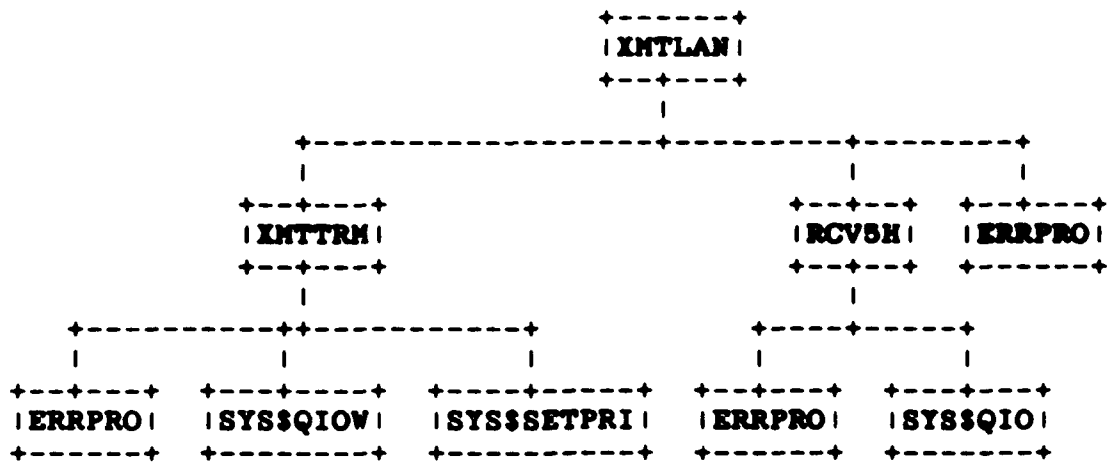 XMTLAN
XMTTRM RCV5H ERRPRO
ERRPRO SYS$QIOW SYS$SETPRI ERRPRO SYS$QIO